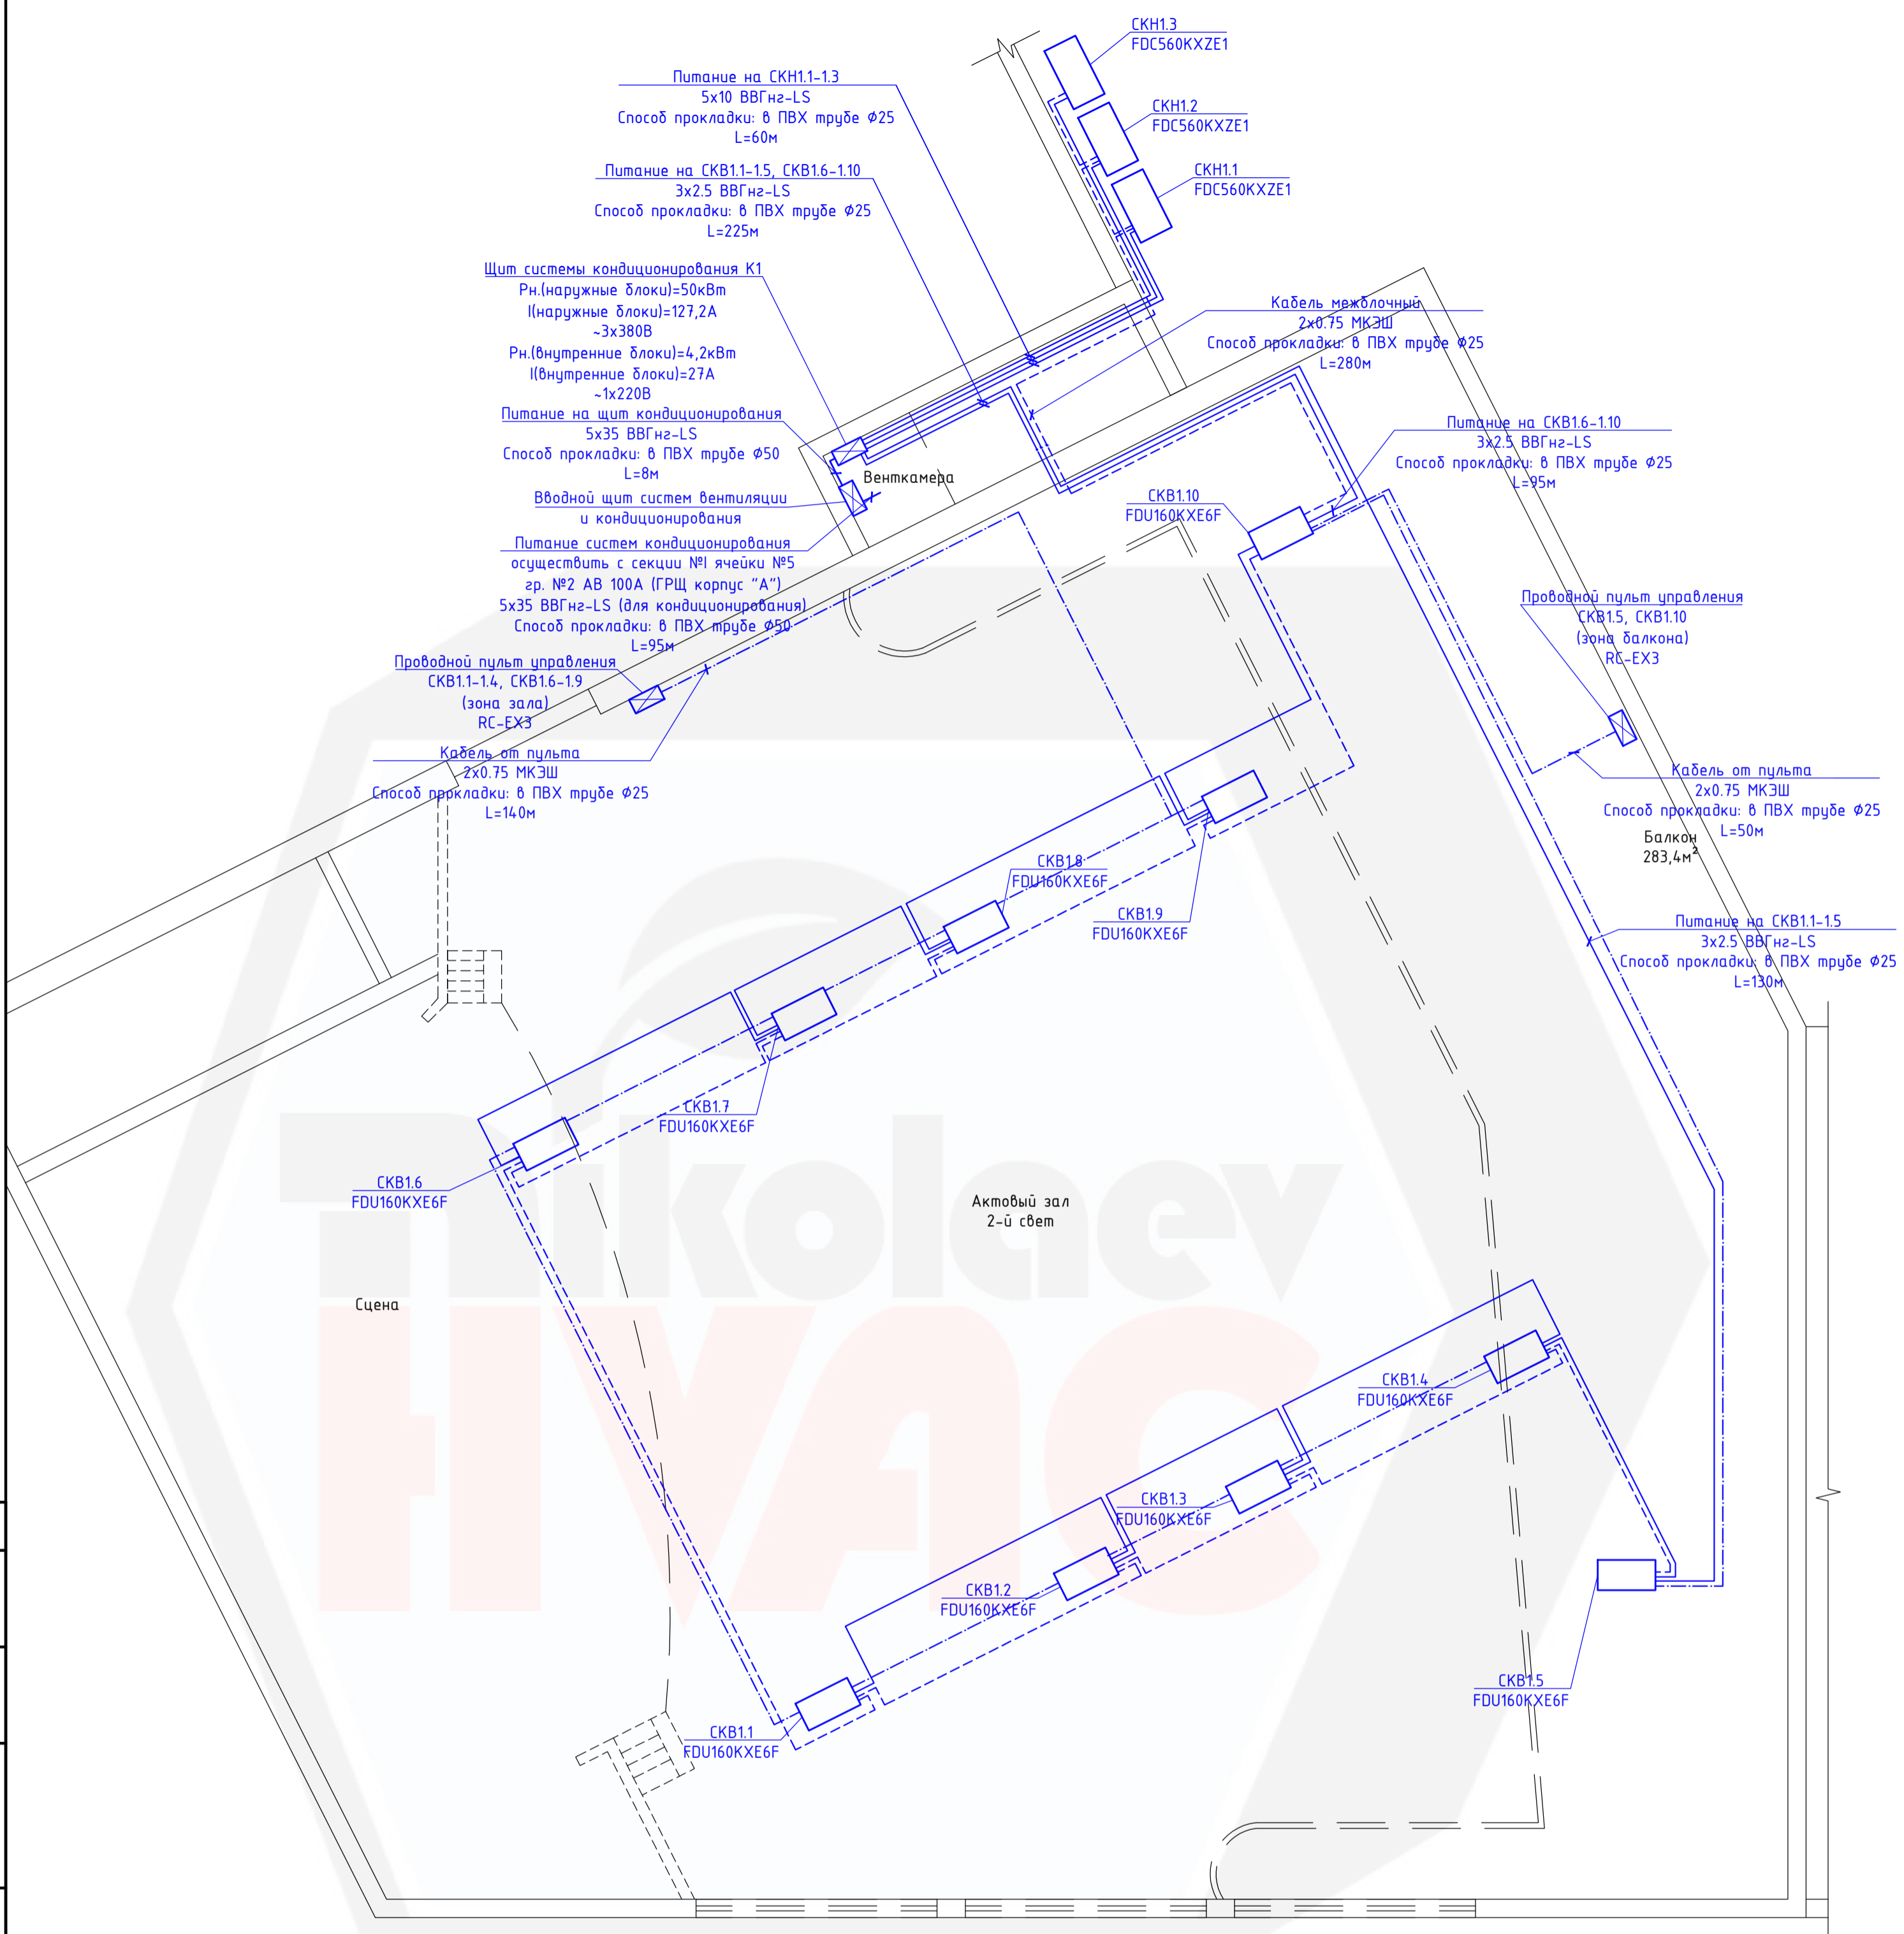 СКН1.3
FDC560KXZE1
СКН1.2
FDC560KXZE1
СКН1.1
FDC560KXZE1
Питание на СКН1.1-1.3
5х10 ВВГнг-LS
Способ прокладки: в ПВХ трубе Ø25
L=60м
Питание на СКВ1.1-1.5, СКВ1.6-1.10
3х2.5 ВВГнг-LS
Способ прокладки: в ПВХ трубе Ø25
L=225м
Щит системы кондиционирования К1
Рн.(наружные блоки)=50кВт
I(наружные блоки)=127,2А
~3х380В
Рн.(внутренние блоки)=4,2кВт
I(внутренние блоки)=27А
~1х220В
Питание на щит кондиционирования
5х35 ВВГнг-LS
Способ прокладки: в ПВХ трубе Ø50
L=8м
Вводной щит систем вентиляции
и кондиционирования
Питание систем кондиционирования
осуществить с секции №I ячейки №5
гр. №2 АВ 100А (ГРЩ корпус "А")
5х35 ВВГнг-LS (для кондиционирования)
Способ прокладки: в ПВХ трубе Ø50
L=95м
Проводной пульт управления
СКВ1.1-1.4, СКВ1.6-1.9
(зона зала)
RC-EX3
Кабель от пульта
2х0.75 МКЭШ
Способ прокладки: в ПВХ трубе Ø25
L=140м
Венткамера
Кабель межблочный
2х0.75 МКЭШ
Способ прокладки: в ПВХ трубе Ø25
L=280м
Питание на СКВ1.6-1.10
3х2.5 ВВГнг-LS
Способ прокладки: в ПВХ трубе Ø25
L=95м
СКВ1.10
FDU160KXE6F
Проводной пульт управления
СКВ1.5, СКВ1.10
(зона балкона)
RC-EX3
Кабель от пульта
2х0.75 МКЭШ
Способ прокладки: в ПВХ трубе Ø25
L=50м
Балкон
283,4м²
Питание на СКВ1.1-1.5
3х2.5 ВВГнг-LS
Способ прокладки: в ПВХ трубе Ø25
L=130м
СКВ1.8
FDU160KXE6F
СКВ1.9
FDU160KXE6F
СКВ1.7
FDU160KXE6F
СКВ1.6
FDU160KXE6F
Актовый зал
2-й свет
Сцена
nikolaev
HVAC
СКВ1.4
FDU160KXE6F
СКВ1.3
FDU160KXE6F
СКВ1.2
FDU160KXE6F
СКВ1.5
FDU160KXE6F
СКВ1.1
FDU160KXE6F